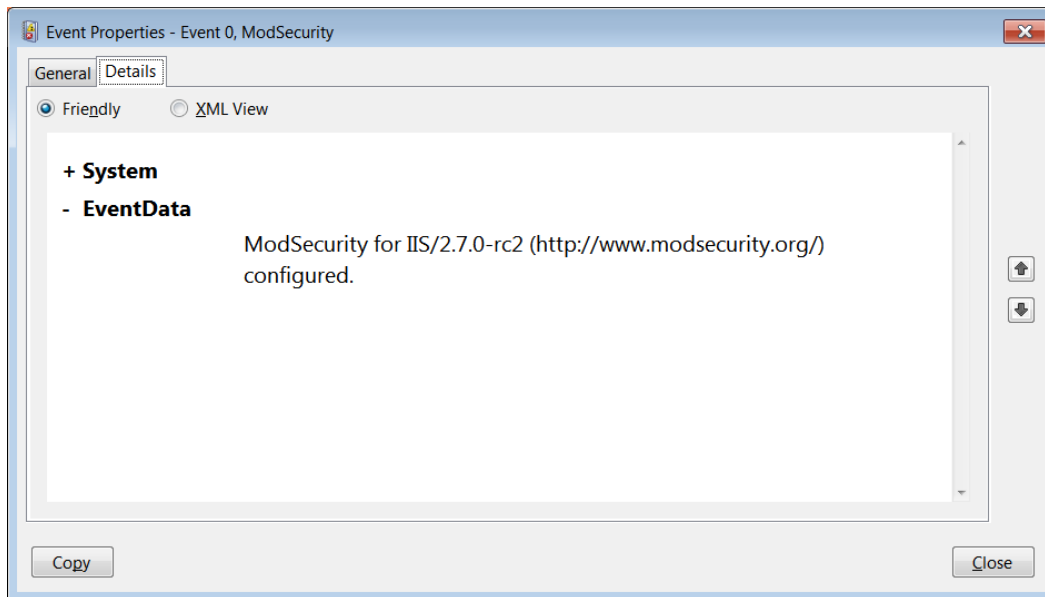 Event Properties - Event 0, ModSecurity
General Details
Friendly XML View
+ System
- EventData
ModSecurity for IIS/2.7.0-rc2 (http://www.modsecurity.org/)
configured.
Copy Close